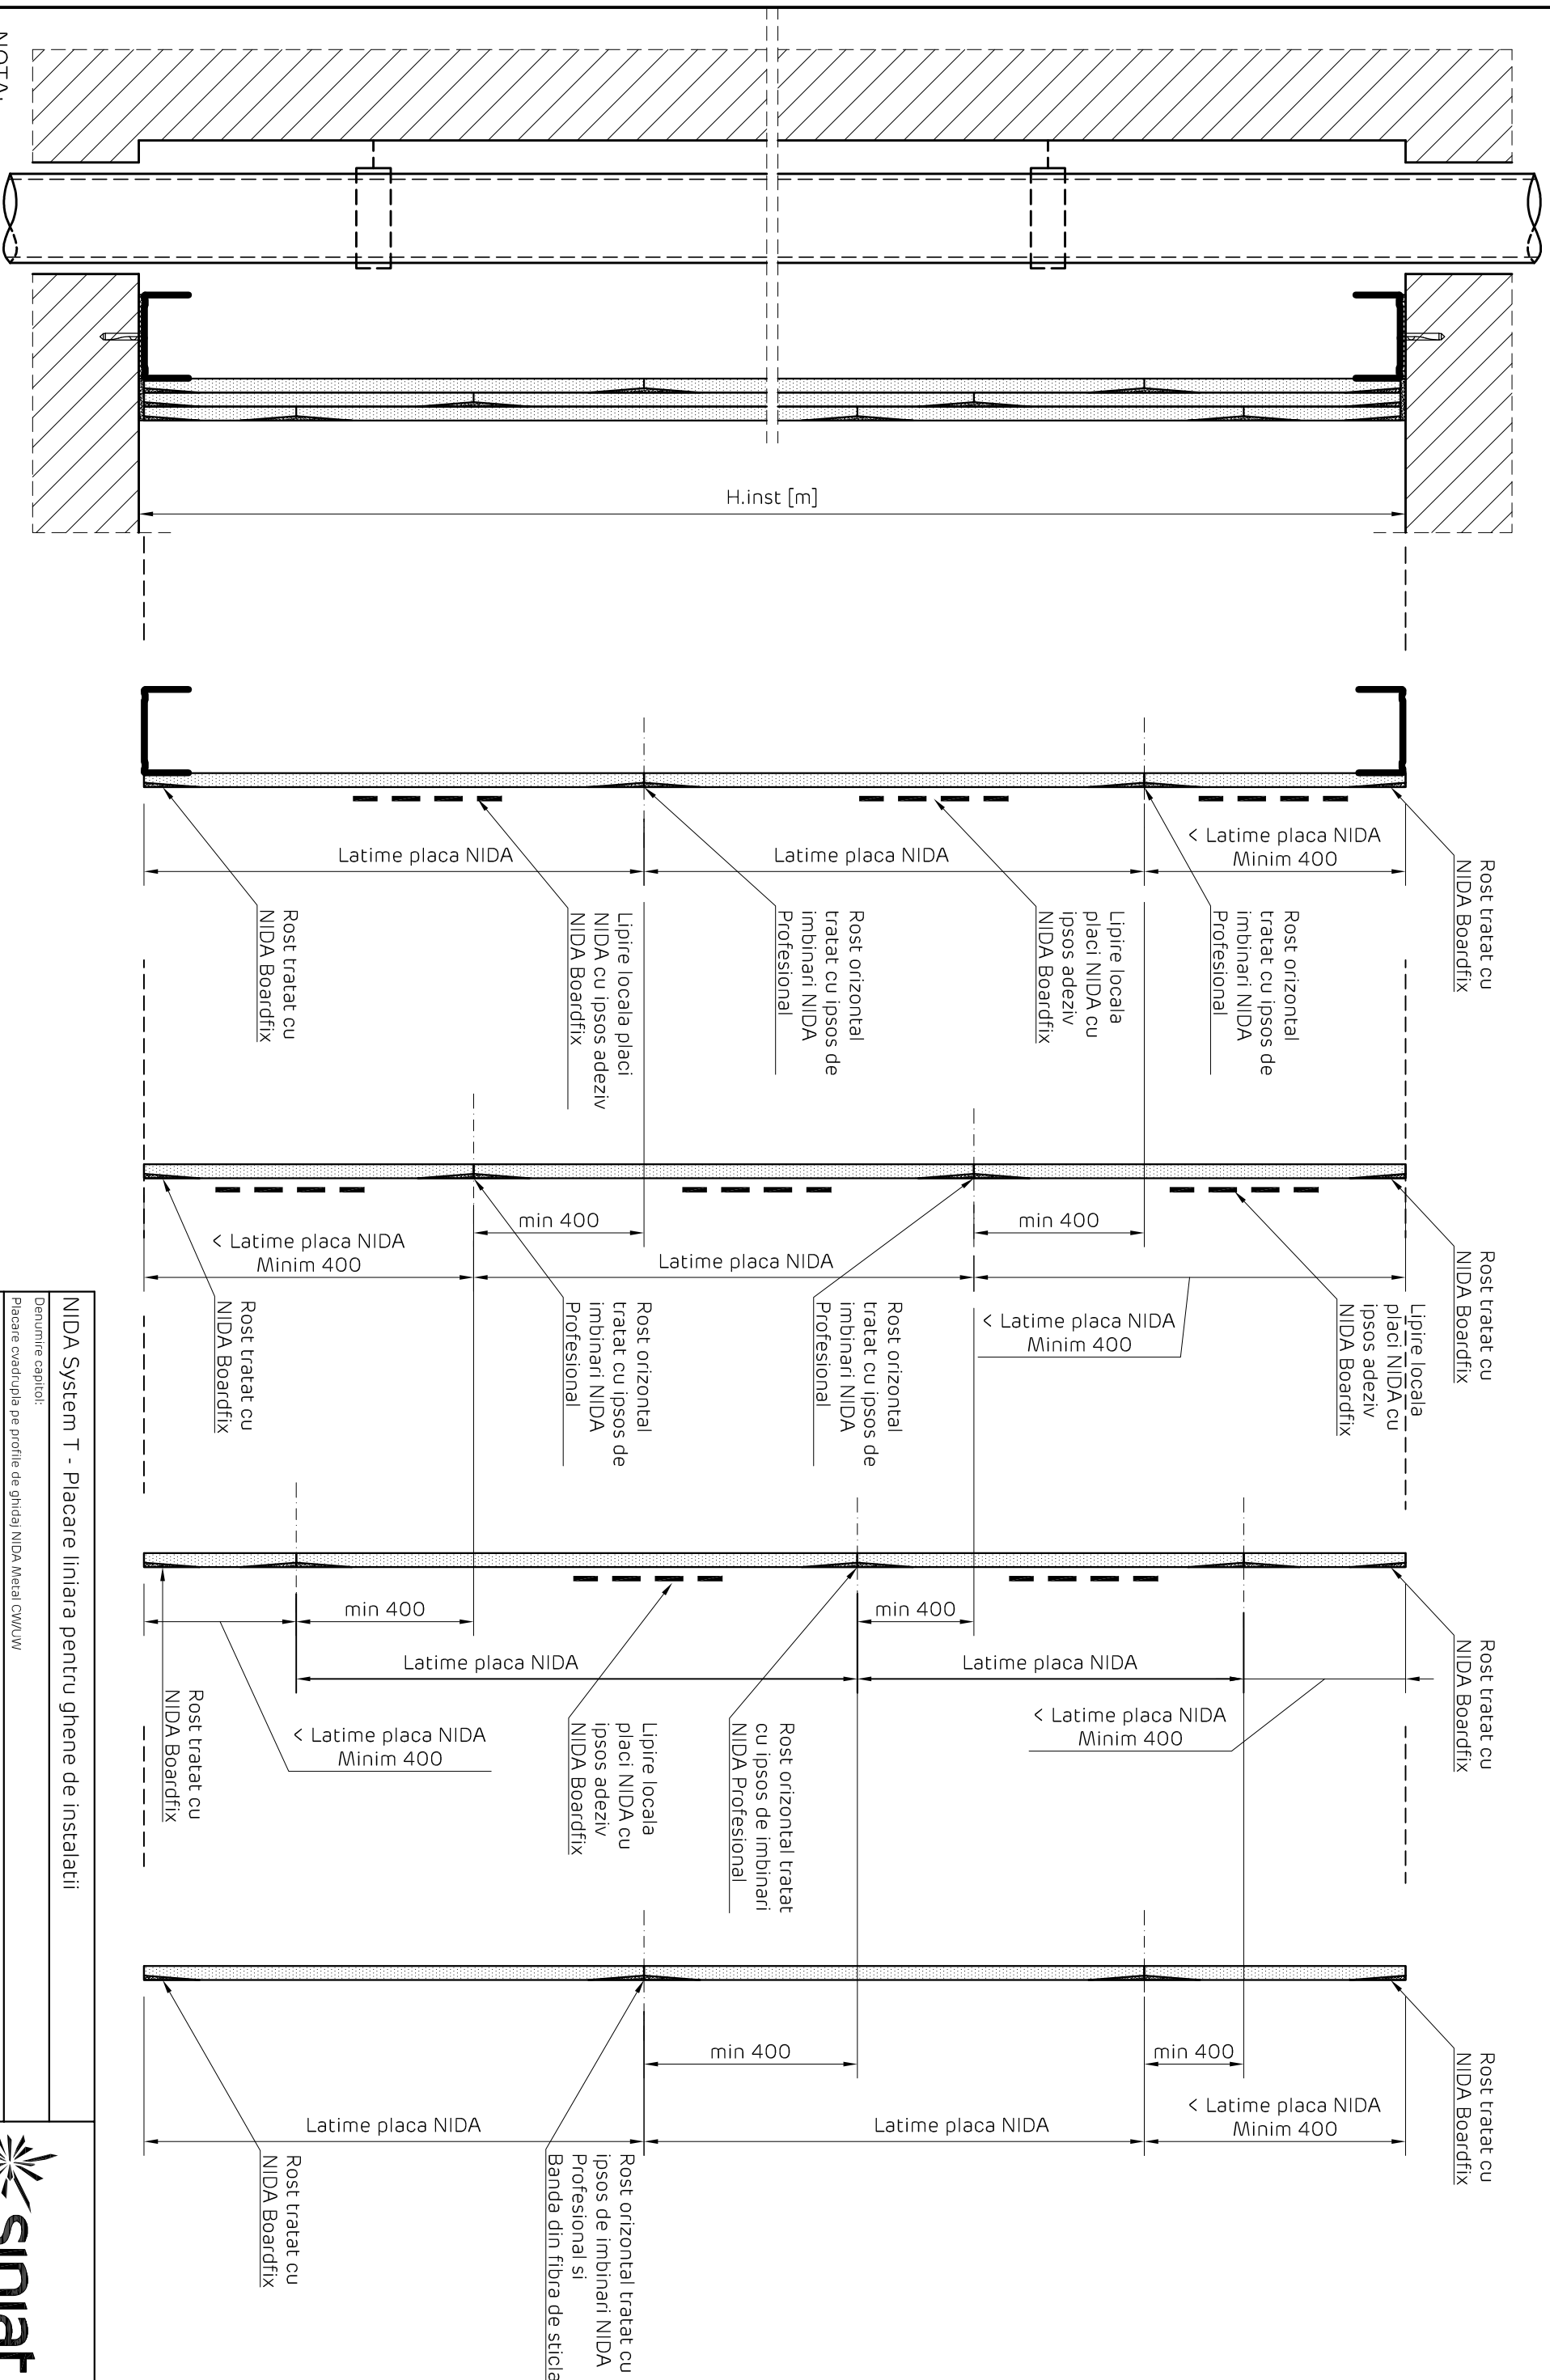 NOTA:
H.inst [m]
Latime placa NIDA
Latime placa NIDA
< Latime placa NIDA
Minim 400
Rost tratat cu
NIDA Boardfix
Lipire locala placi
NIDA cu ipsos adeziv
NIDA Boardfix
Rost orizontal
tratat cu ipsos de
imbinari NIDA
Profesional
Lipire locala
placi NIDA cu
ipsos adeziv
NIDA Boardfix
Rost orizontal
tratat cu ipsos de
imbinari NIDA
Profesional
Rost tratat cu
NIDA Boardfix
min 400
min 400
< Latime placa NIDA
Minim 400
Latime placa NIDA
< Latime placa NIDA
Minim 400
Rost tratat cu
NIDA Boardfix
Rost orizontal
tratat cu ipsos de
imbinari NIDA
Profesional
Rost orizontal
tratat cu ipsos de
imbinari NIDA
Profesional
Lipire locala
placi NIDA cu
ipsos adeziv
NIDA Boardfix
Rost tratat cu
NIDA Boardfix
min 400
min 400
Latime placa NIDA
Latime placa NIDA
< Latime placa NIDA
Minim 400
< Latime placa NIDA
Minim 400
Rost tratat cu
NIDA Boardfix
Lipire locala
placi NIDA cu
ipsos adeziv
NIDA Boardfix
Rost orizontal tratat
cu ipsos de imbinari
NIDA Profesional
Rost tratat cu
NIDA Boardfix
min 400
min 400
Latime placa NIDA
Latime placa NIDA
< Latime placa NIDA
Minim 400
Rost tratat cu
NIDA Boardfix
Rost orizontal tratat cu
ipsos de imbinari NIDA
Profesional si
Banda din fibra de sticla
Rost tratat cu
NIDA Boardfix
NIDA System T - Placare liniara pentru ghene de instalatii
Denumire capitol:
Placare cvadrupla pe profile de ghidaj NIDA Metal CW/UW
siniat